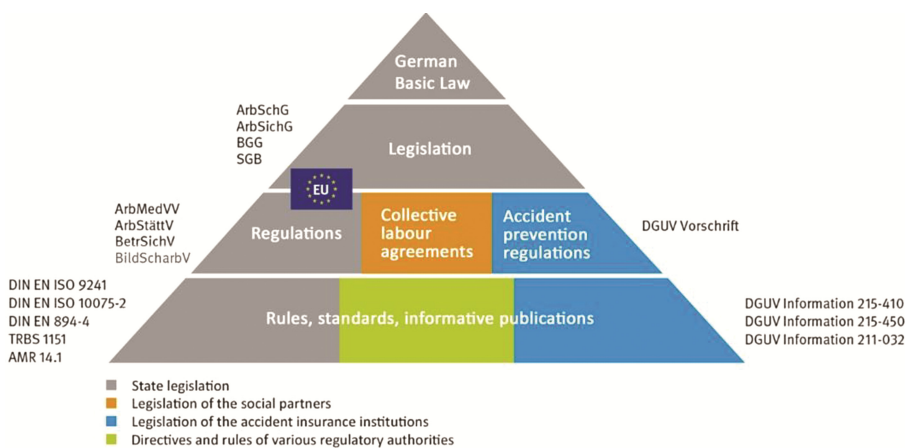 German
Basic Law
ArbSchG
ArbSichG
BGG
SGB
Legislation
EU
ArbMedVV
ArbStättV
BetrSichV
BildScharbV
Regulations
Collective
labour
agreements
Accident
prevention
regulations
DGUV Vorschrift
DIN EN ISO 9241
DIN EN ISO 10075-2
DIN EN 894-4
TRBS 1151
AMR 14.1
Rules, standards, informative publications
DGUV Information 215-410
DGUV Information 215-450
DGUV Information 211-032
State legislation
Legislation of the social partners
Legislation of the accident insurance institutions
Directives and rules of various regulatory authorities